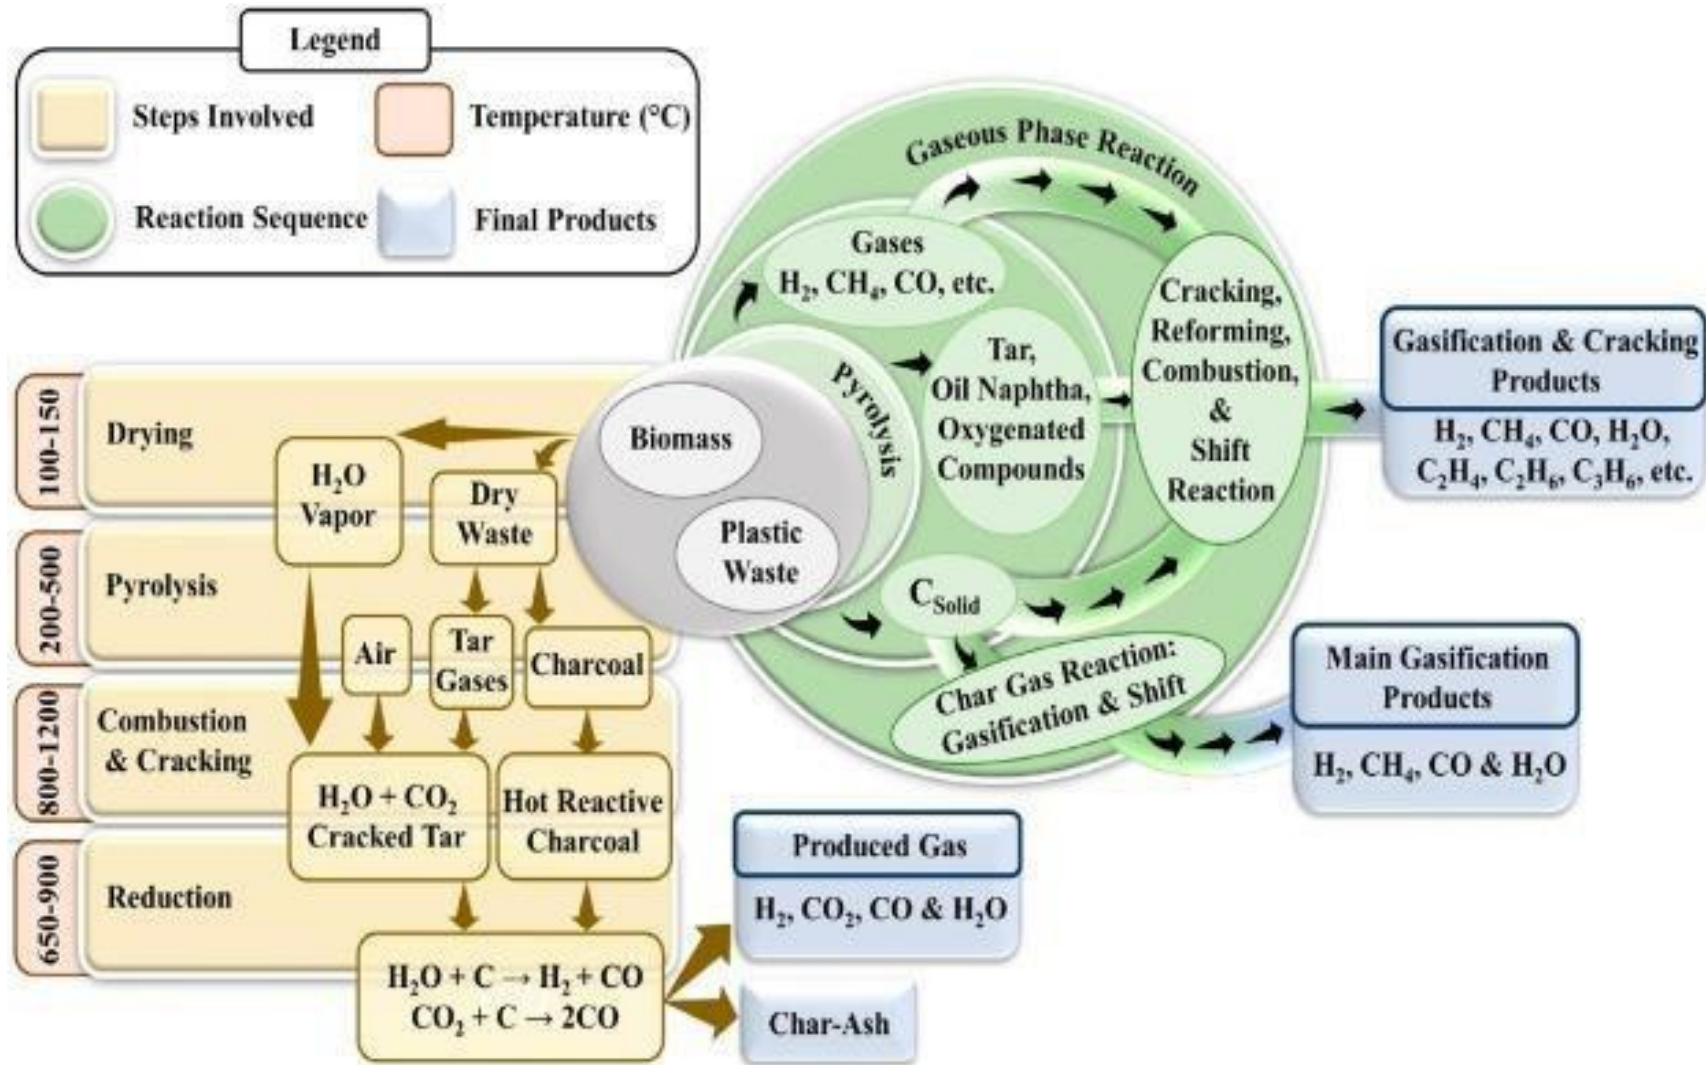 Legend
Steps Involved
Temperature (°C)
Reaction Sequence
Final Products
100-150
Drying
H₂O
Vapor
Dry
Waste
200-500
Pyrolysis
Air
Tar
Gases
Charcoal
800-1200
Combustion
& Cracking
H₂O + CO₂
Cracked Tar
Hot Reactive
Charcoal
650-900
Reduction
H₂O + C → H₂ + CO
CO₂ + C → 2CO
Produced Gas
H₂, CO₂, CO & H₂O
Char-Ash
Biomass
Plastic
Waste
Pyrolysis
Gaseous Phase Reaction
Gases
H₂, CH₄, CO, etc.
Tar,
Oil Naphtha,
Oxygenated
Compounds
C_Solid
Char Gas Reaction:
Gasification & Shift
Cracking,
Reforming,
Combustion,
&
Shift
Reaction
Gasification & Cracking
Products
H₂, CH₄, CO, H₂O,
C₂H₄, C₂H₆, C₃H₆, etc.
Main Gasification
Products
H₂, CH₄, CO & H₂O